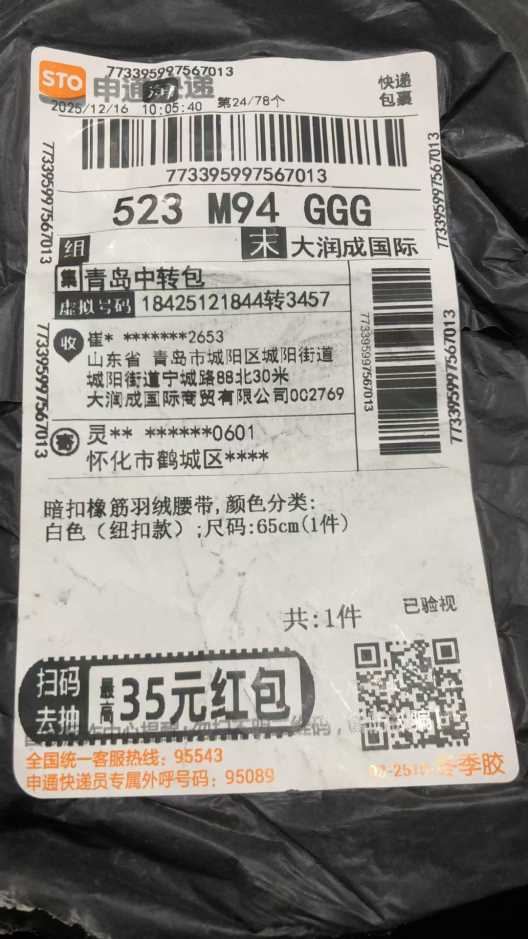 773395997567013
STO 申通快递
2025/12/16 10:05:40 第24/78个
快递
包裹
773395997567013
773395997567013
773395997567013
523 M94 GGG
组
末 大润成国际
集 青岛中转包
虚拟号码 18425121844转3457
收 崔* *******2653
山东省 青岛市城阳区城阳街道
城阳街道宁城路88北30米
大润成国际商贸有限公司002769
773395997567013
773395997567013
773395997567013
寄 灵** ******0601
怀化市鹤城区****
暗扣橡筋羽绒腰带,颜色分类:
白色（纽扣款）;尺码:65cm(1件)
共:1件
已验视
扫码
去抽
最高 35元红包
全国统一客服热线：95543
申通快递员专属外呼号码：95089
冬季胶